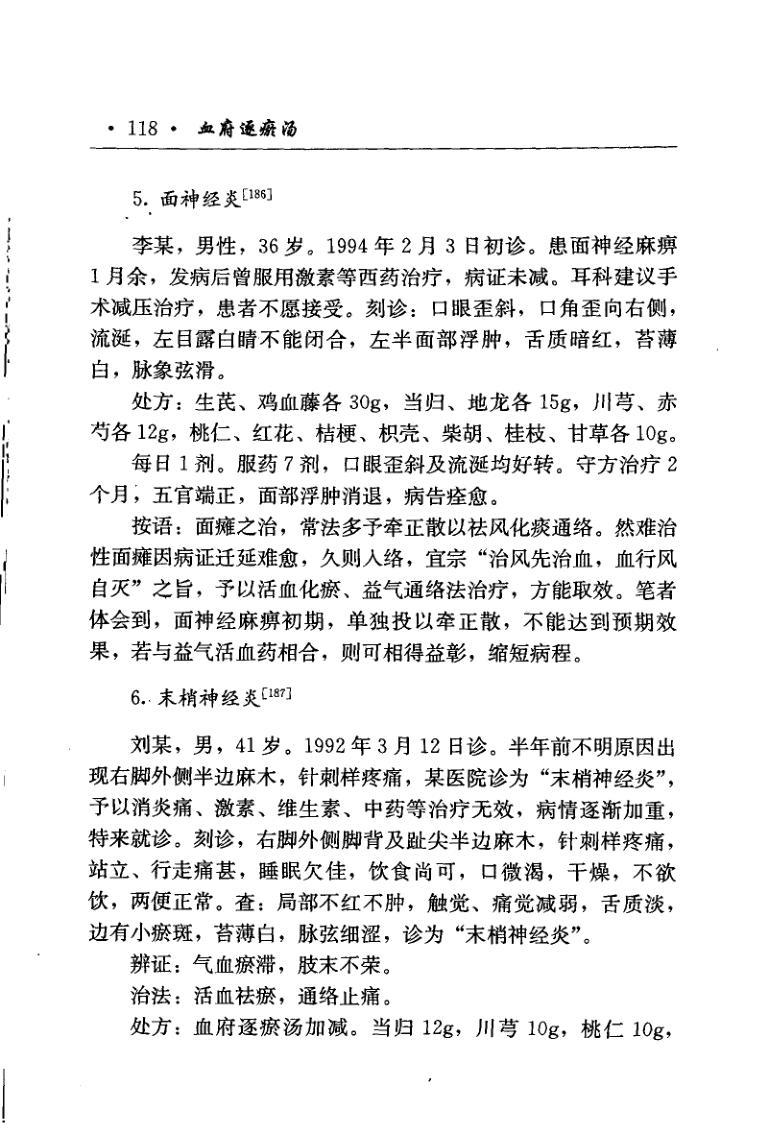 · 118 · 血府逐瘀汤
5. 面神经炎[186]
李某，男性，36 岁。1994 年 2 月 3 日初诊。患面神经麻痹
1 月余，发病后曾服用激素等西药治疗，病证未减。耳科建议手
术减压治疗，患者不愿接受。刻诊：口眼歪斜，口角歪向右侧，
流涎，左目露白睛不能闭合，左半面部浮肿，舌质暗红，苔薄
白，脉象弦滑。
处方：生芪、鸡血藤各 30g，当归、地龙各 15g，川芎、赤
芍各 12g，桃仁、红花、桔梗、枳壳、柴胡、桂枝、甘草各 10g。
每日 1 剂。服药 7 剂，口眼歪斜及流涎均好转。守方治疗 2
个月，五官端正，面部浮肿消退，病告痊愈。
按语：面瘫之治，常法多予牵正散以祛风化痰通络。然难治
性面瘫因病证迁延难愈，久则入络，宜宗“治风先治血，血行风
自灭”之旨，予以活血化瘀、益气通络法治疗，方能取效。笔者
体会到，面神经麻痹初期，单独投以牵正散，不能达到预期效
果，若与益气活血药相合，则可相得益彰，缩短病程。
6. 末梢神经炎[187]
刘某，男，41 岁。1992 年 3 月 12 日诊。半年前不明原因出
现右脚外侧半边麻木，针刺样疼痛，某医院诊为“末梢神经炎”，
予以消炎痛、激素、维生素、中药等治疗无效，病情逐渐加重，
特来就诊。刻诊，右脚外侧脚背及趾尖半边麻木，针刺样疼痛，
站立、行走痛甚，睡眠欠佳，饮食尚可，口微渴，干燥，不欲
饮，两便正常。查：局部不红不肿，触觉、痛觉减弱，舌质淡，
边有小瘀斑，苔薄白，脉弦细涩，诊为“末梢神经炎”。
辨证：气血瘀滞，肢末不荣。
治法：活血祛瘀，通络止痛。
处方：血府逐瘀汤加减。当归 12g，川芎 10g，桃仁 10g，